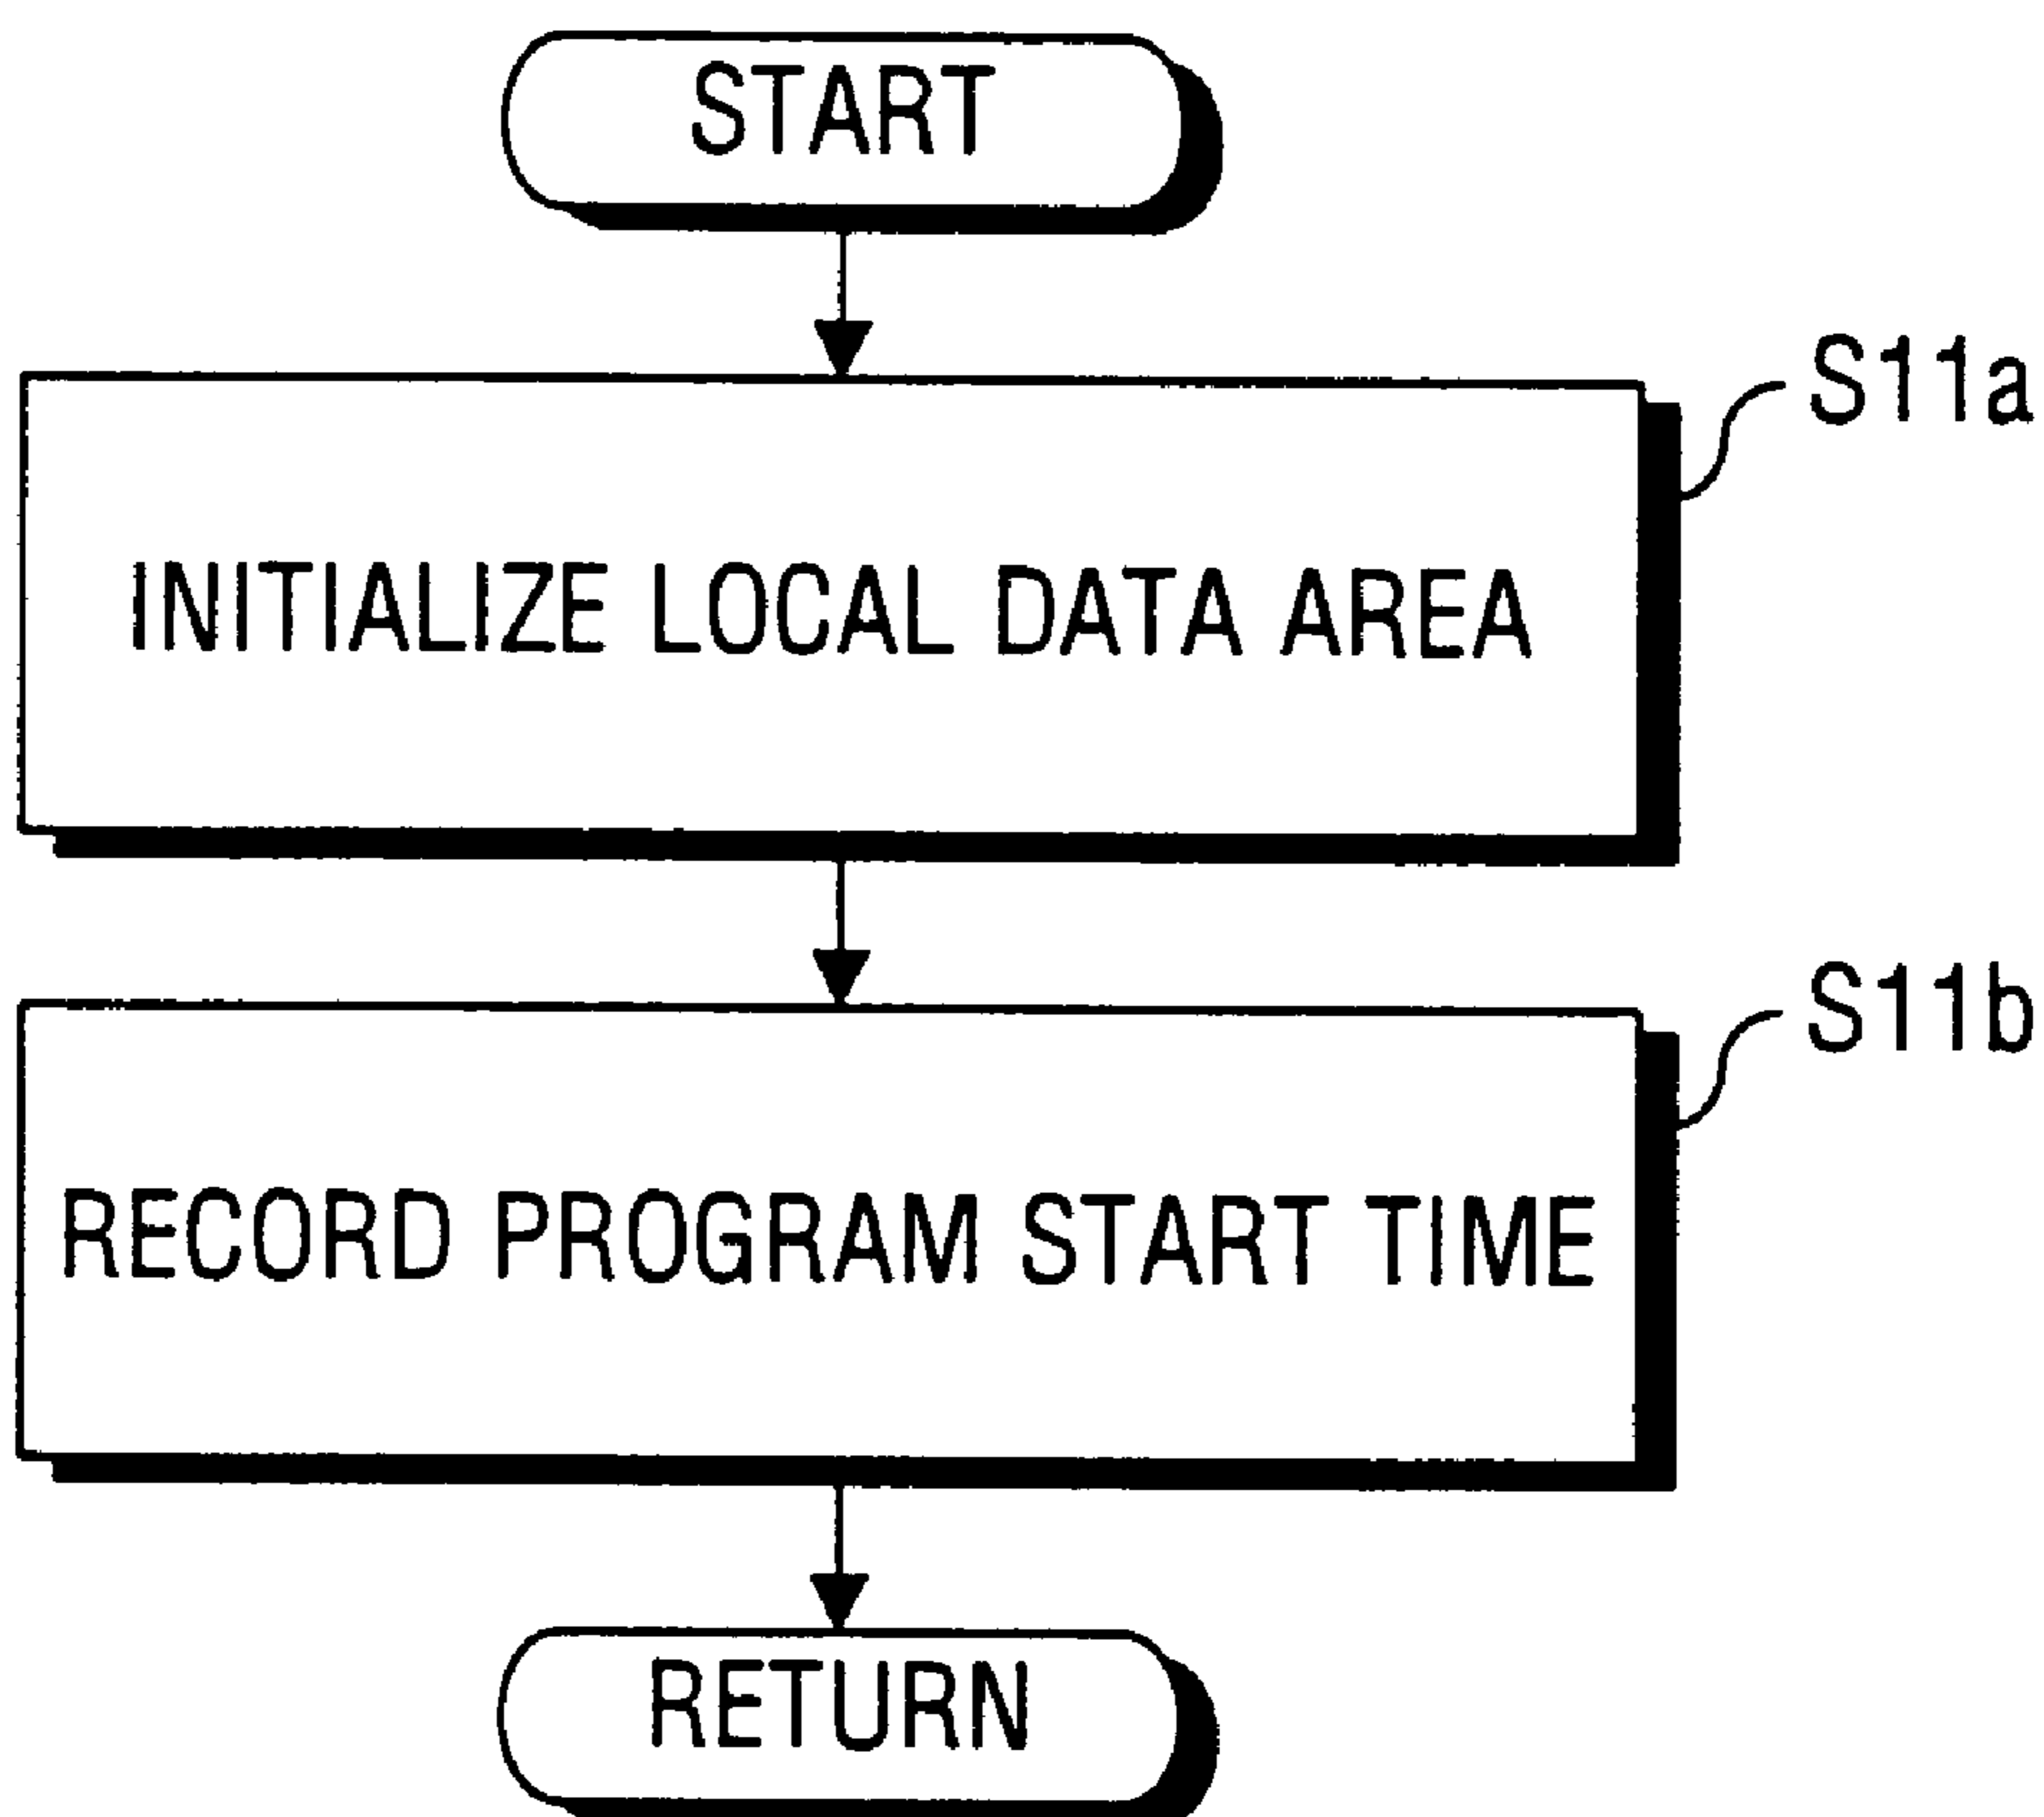 START
S11a
INITIALIZE LOCAL DATA AREA
S11b
RECORD PROGRAM START TIME
RETURN